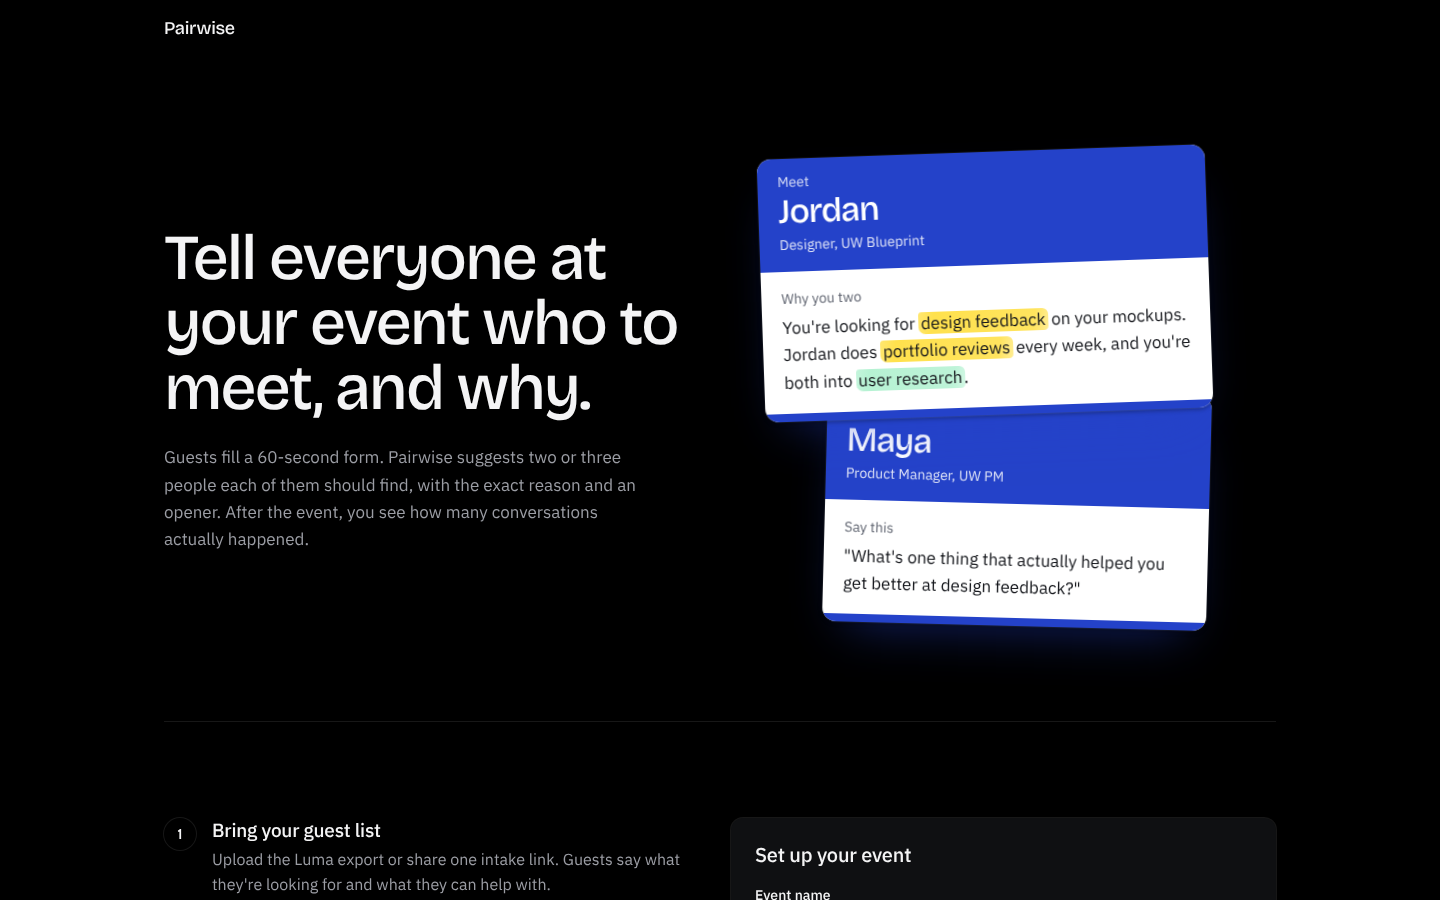 Pairwise
Tell everyone at
your event who to
meet, and why.
Guests fill a 60-second form. Pairwise suggests two or three
people each of them should find, with the exact reason and an
opener. After the event, you see how many conversations
actually happened.
Meet
Jordan
Designer, UW Blueprint
Why you two
You're looking for design feedback on your mockups.
Jordan does portfolio reviews every week, and you're
both into user research.
Maya
Product Manager, UW PM
Say this
"What's one thing that actually helped you
get better at design feedback?"
1
Bring your guest list
Upload the Luma export or share one intake link. Guests say what
they're looking for and what they can help with.
Set up your event
Event name